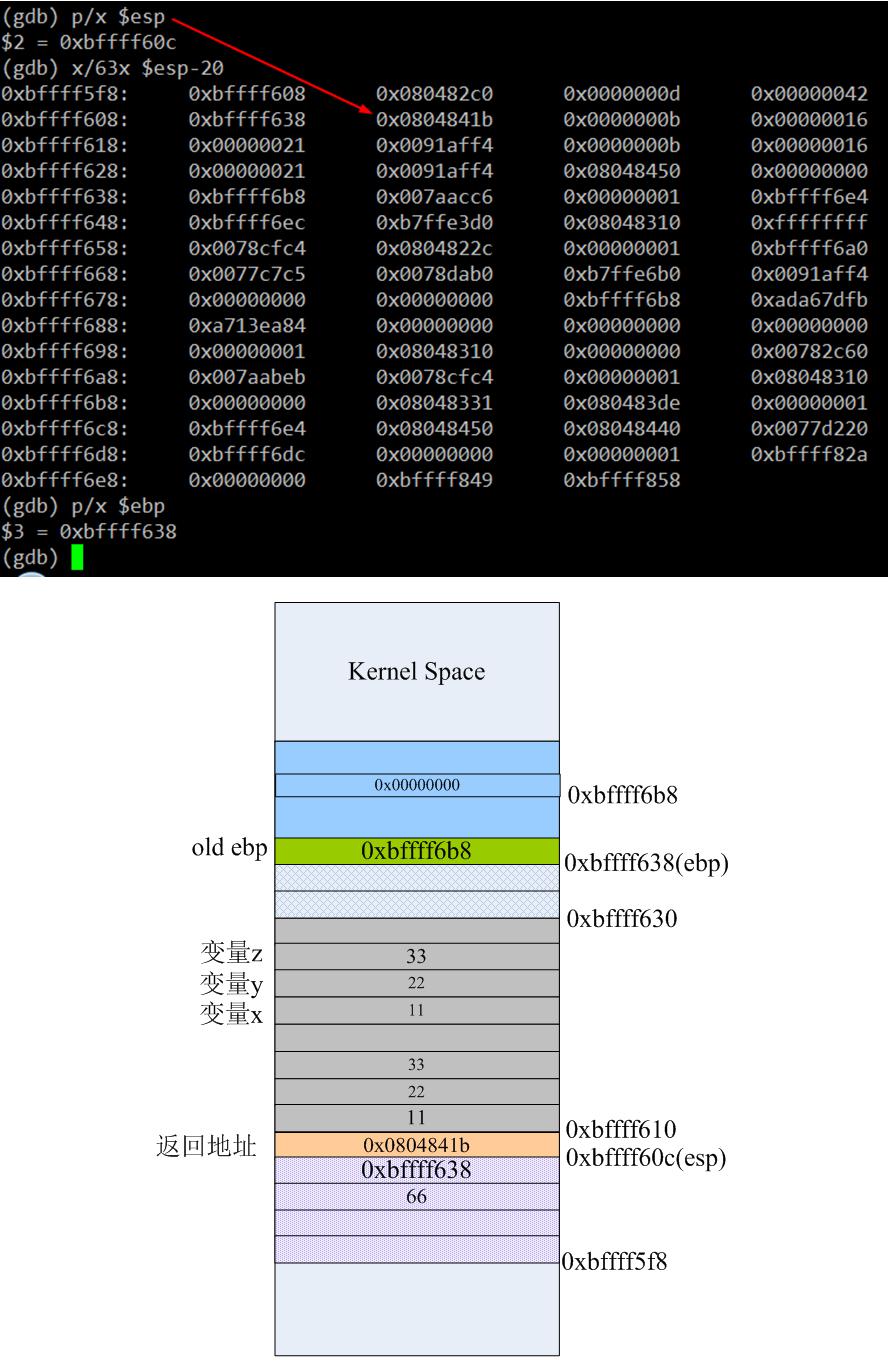 (gdb) p/x $esp
$2 = 0xbffff60c
(gdb) x/63x $esp-20
0xbffff5f8: 0xbffff608 0x080482c0 0x0000000d 0x00000042
0xbffff608: 0xbffff638 0x0804841b 0x0000000b 0x00000016
0xbffff618: 0x00000021 0x0091aff4 0x0000000b 0x00000016
0xbffff628: 0x00000021 0x0091aff4 0x08048450 0x00000000
0xbffff638: 0xbffff6b8 0x007aacc6 0x00000001 0xbffff6e4
0xbffff648: 0xbffff6ec 0xb7ffe3d0 0x08048310 0xffffffff
0xbffff658: 0x0078cfc4 0x0804822c 0x00000001 0xbffff6a0
0xbffff668: 0x0077c7c5 0x0078dab0 0xb7ffe6b0 0x0091aff4
0xbffff678: 0x00000000 0x00000000 0xbffff6b8 0xada67dfb
0xbffff688: 0xa713ea84 0x00000000 0x00000000 0x00000000
0xbffff698: 0x00000001 0x08048310 0x00000000 0x00782c60
0xbffff6a8: 0x007aabeb 0x0078cfc4 0x00000001 0x08048310
0xbffff6b8: 0x00000000 0x08048331 0x080483de 0x00000001
0xbffff6c8: 0xbffff6e4 0x08048450 0x08048440 0x0077d220
0xbffff6d8: 0xbffff6dc 0x00000000 0x00000001 0xbffff82a
0xbffff6e8: 0x00000000 0xbffff849 0xbffff858
(gdb) p/x $ebp
$3 = 0xbffff638
(gdb)
Kernel Space
0x00000000
0xbffff6b8
old ebp
0xbffff6b8
0xbffff638(ebp)
0xbffff630
变量z
33
变量y
22
变量x
11
33
22
11
0xbffff610
返回地址
0x0804841b
0xbffff60c(esp)
0xbffff638
66
0xbffff5f8